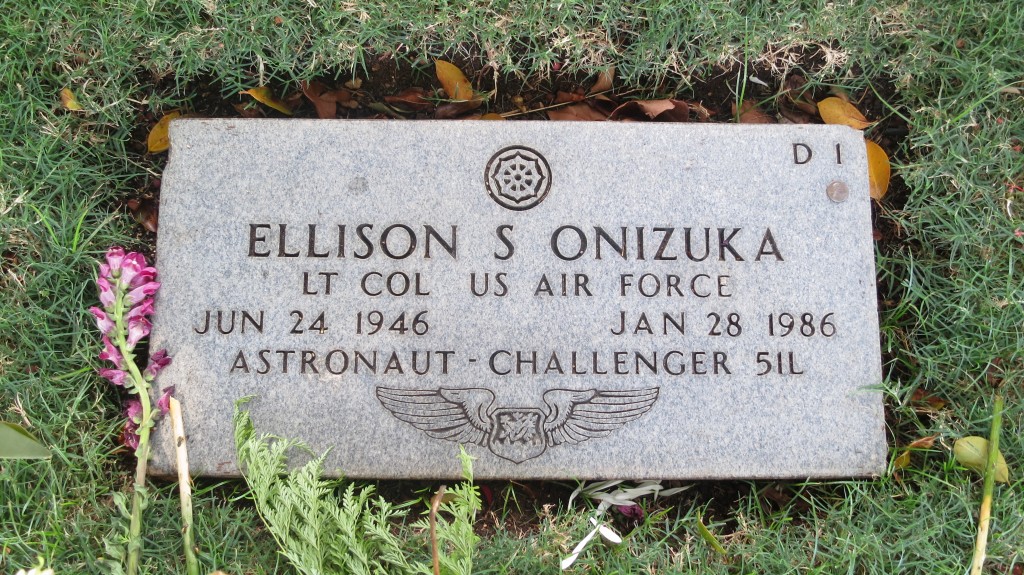 D 1
ELLISON S ONIZUKA
LT COL US AIR FORCE
JUN 24 1946 JAN 28 1986
ASTRONAUT - CHALLENGER 51L